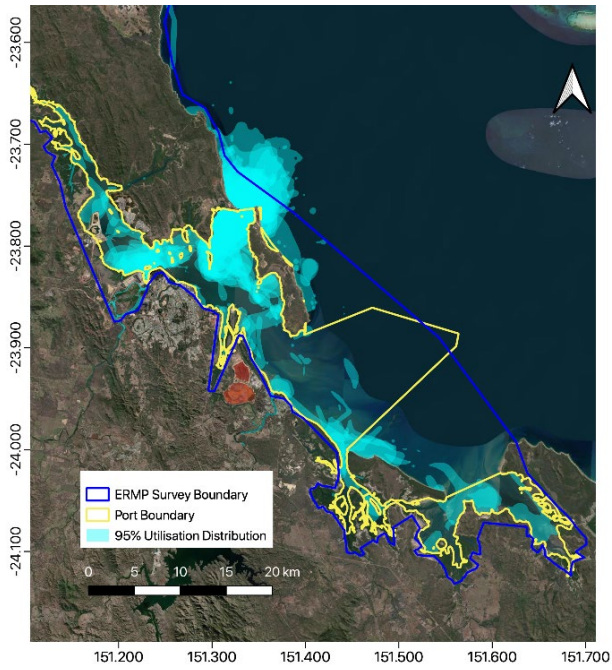 -23.600
-23.700
-23.800
-23.900
-24.000
-24.100
ERMP Survey Boundary
Port Boundary
95% Utilisation Distribution
0 5 10 15 20 km
151.200 151.300 151.400 151.500 151.600 151.700